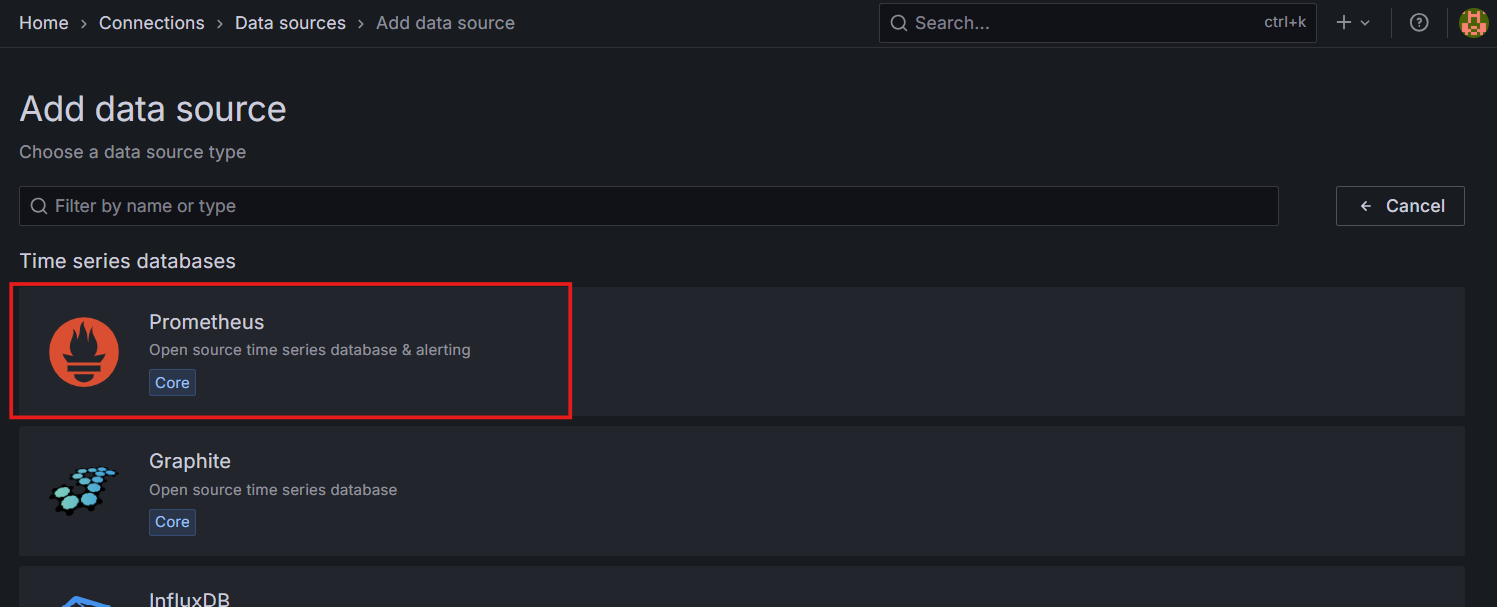 Home > Connections > Data sources > Add data source
Search... ctrl+k
Add data source
Choose a data source type
Filter by name or type
Cancel
Time series databases
Prometheus
Open source time series database & alerting
Core
Graphite
Open source time series database
Core
InfluxDB